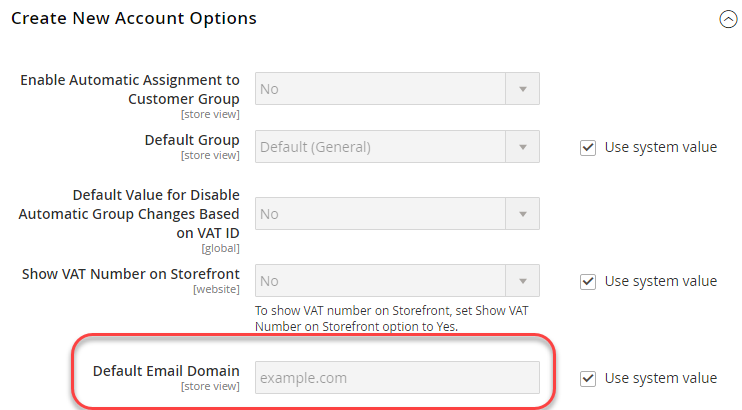 Create New Account Options
Enable Automatic Assignment to
Customer Group
[store view]
No
Default Group
[store view]
Default (General)
Use system value
Default Value for Disable
Automatic Group Changes Based
on VAT ID
[global]
No
Show VAT Number on Storefront
[website]
No
Use system value
To show VAT number on Storefront, set Show VAT
Number on Storefront option to Yes.
Default Email Domain
[store view]
example.com
Use system value